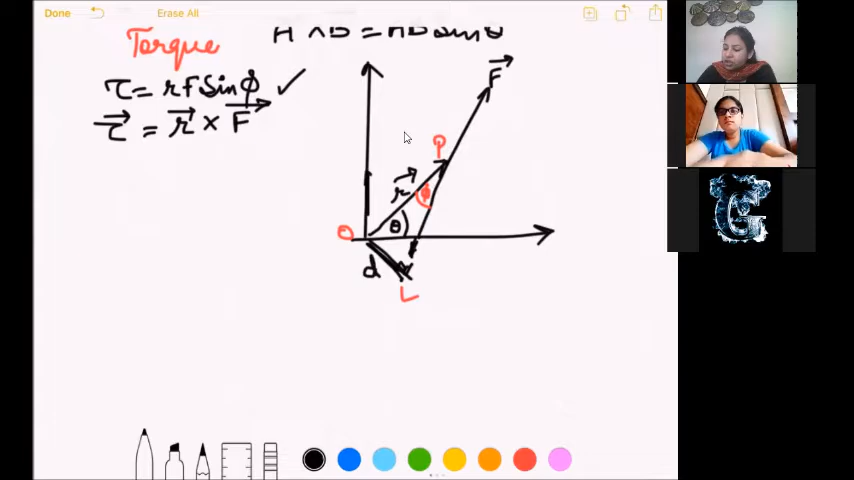 Done
Erase All
Torque
τ = rFSinϕ ✓
τ⃗ = r⃗ × F⃗
F⃗
P
r⃗
ϕ
θ
O
d
L